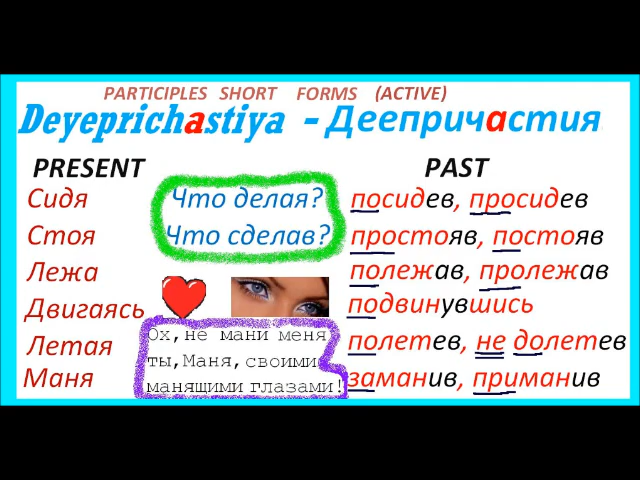 PARTICIPLES SHORT FORMS (ACTIVE)
Deyeprichastiya - Деепричастия
PRESENT PAST
Сидя Что делая? посидев, просидев
Стоя Что сделав? простояв, постояв
Лежа полежав, пролежав
Двигаясь подвинувшись
Ох,не мани меня
Летая полетев, не долетев
ты,Маня,своими
Маня заманив, приманив
манящими глазами!